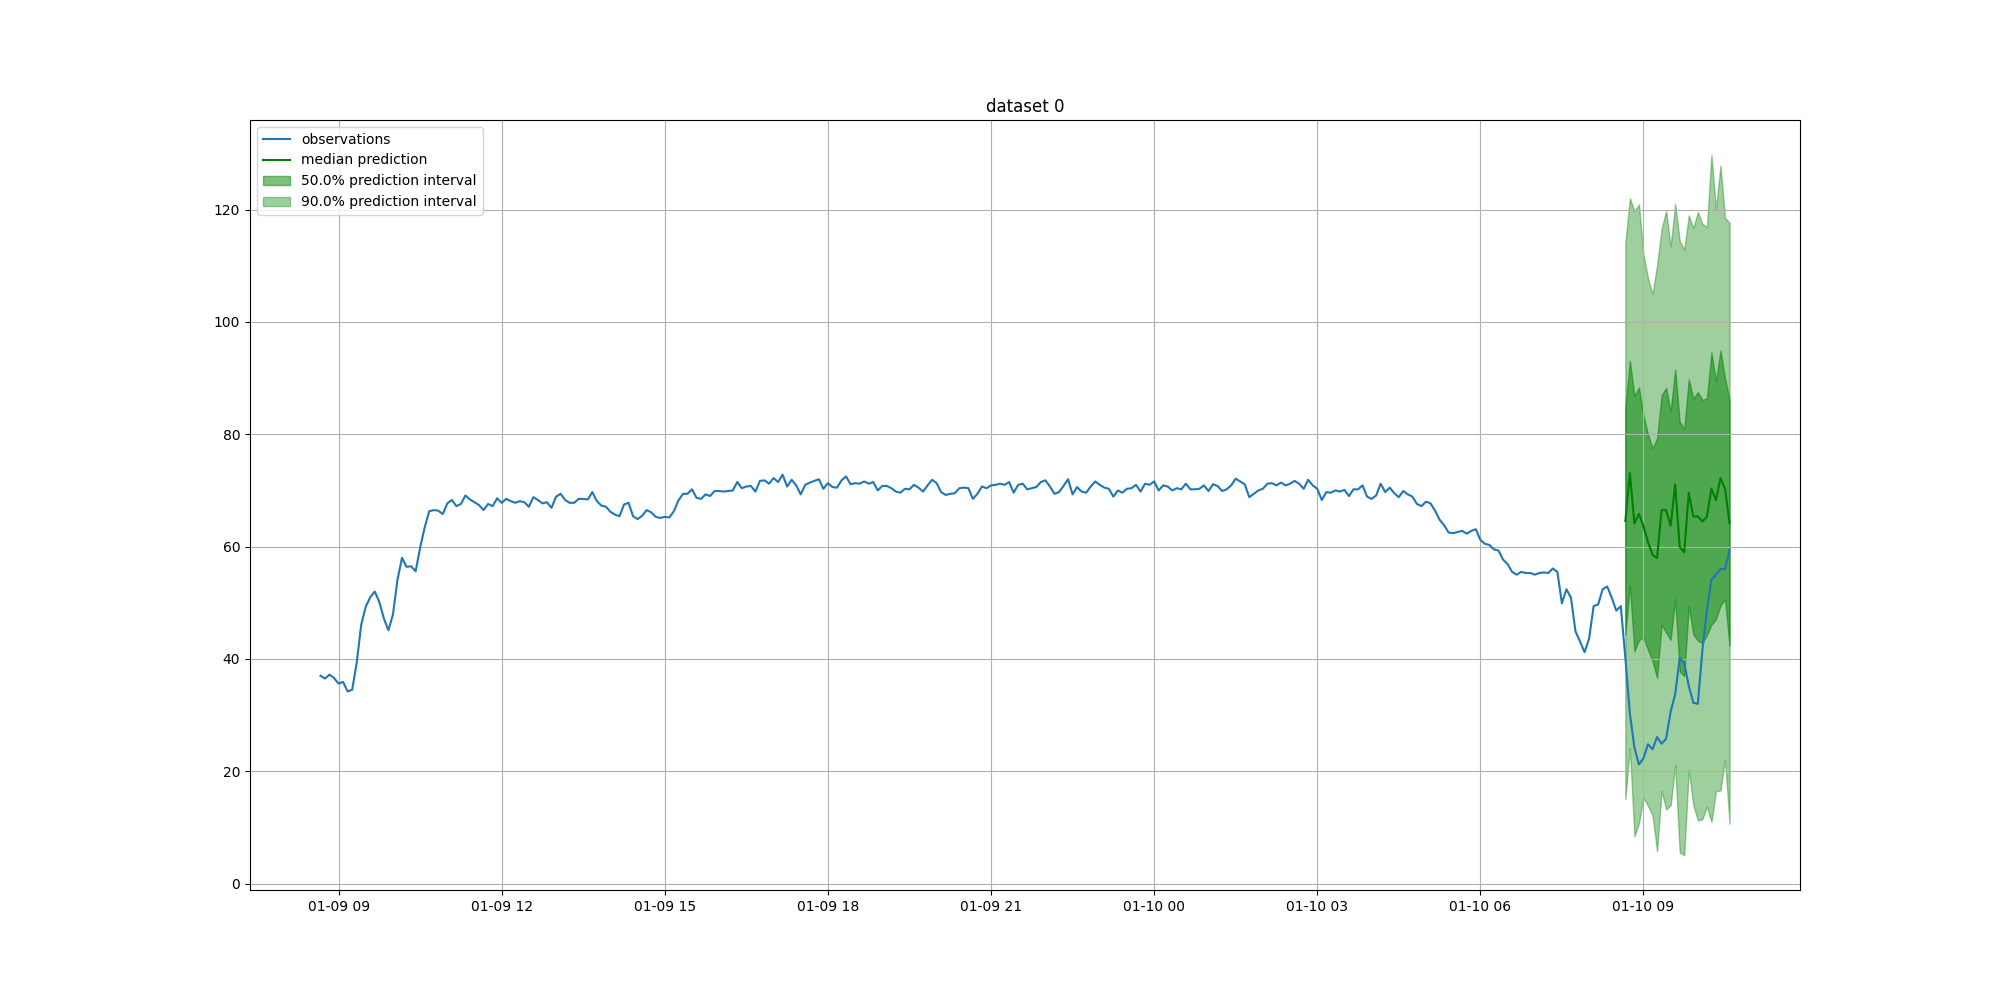 dataset 0
observations
median prediction
50.0% prediction interval
90.0% prediction interval
120
100
80
60
40
20
0
01-09 09 01-09 12 01-09 15 01-09 18 01-09 21 01-10 00 01-10 03 01-10 06 01-10 09